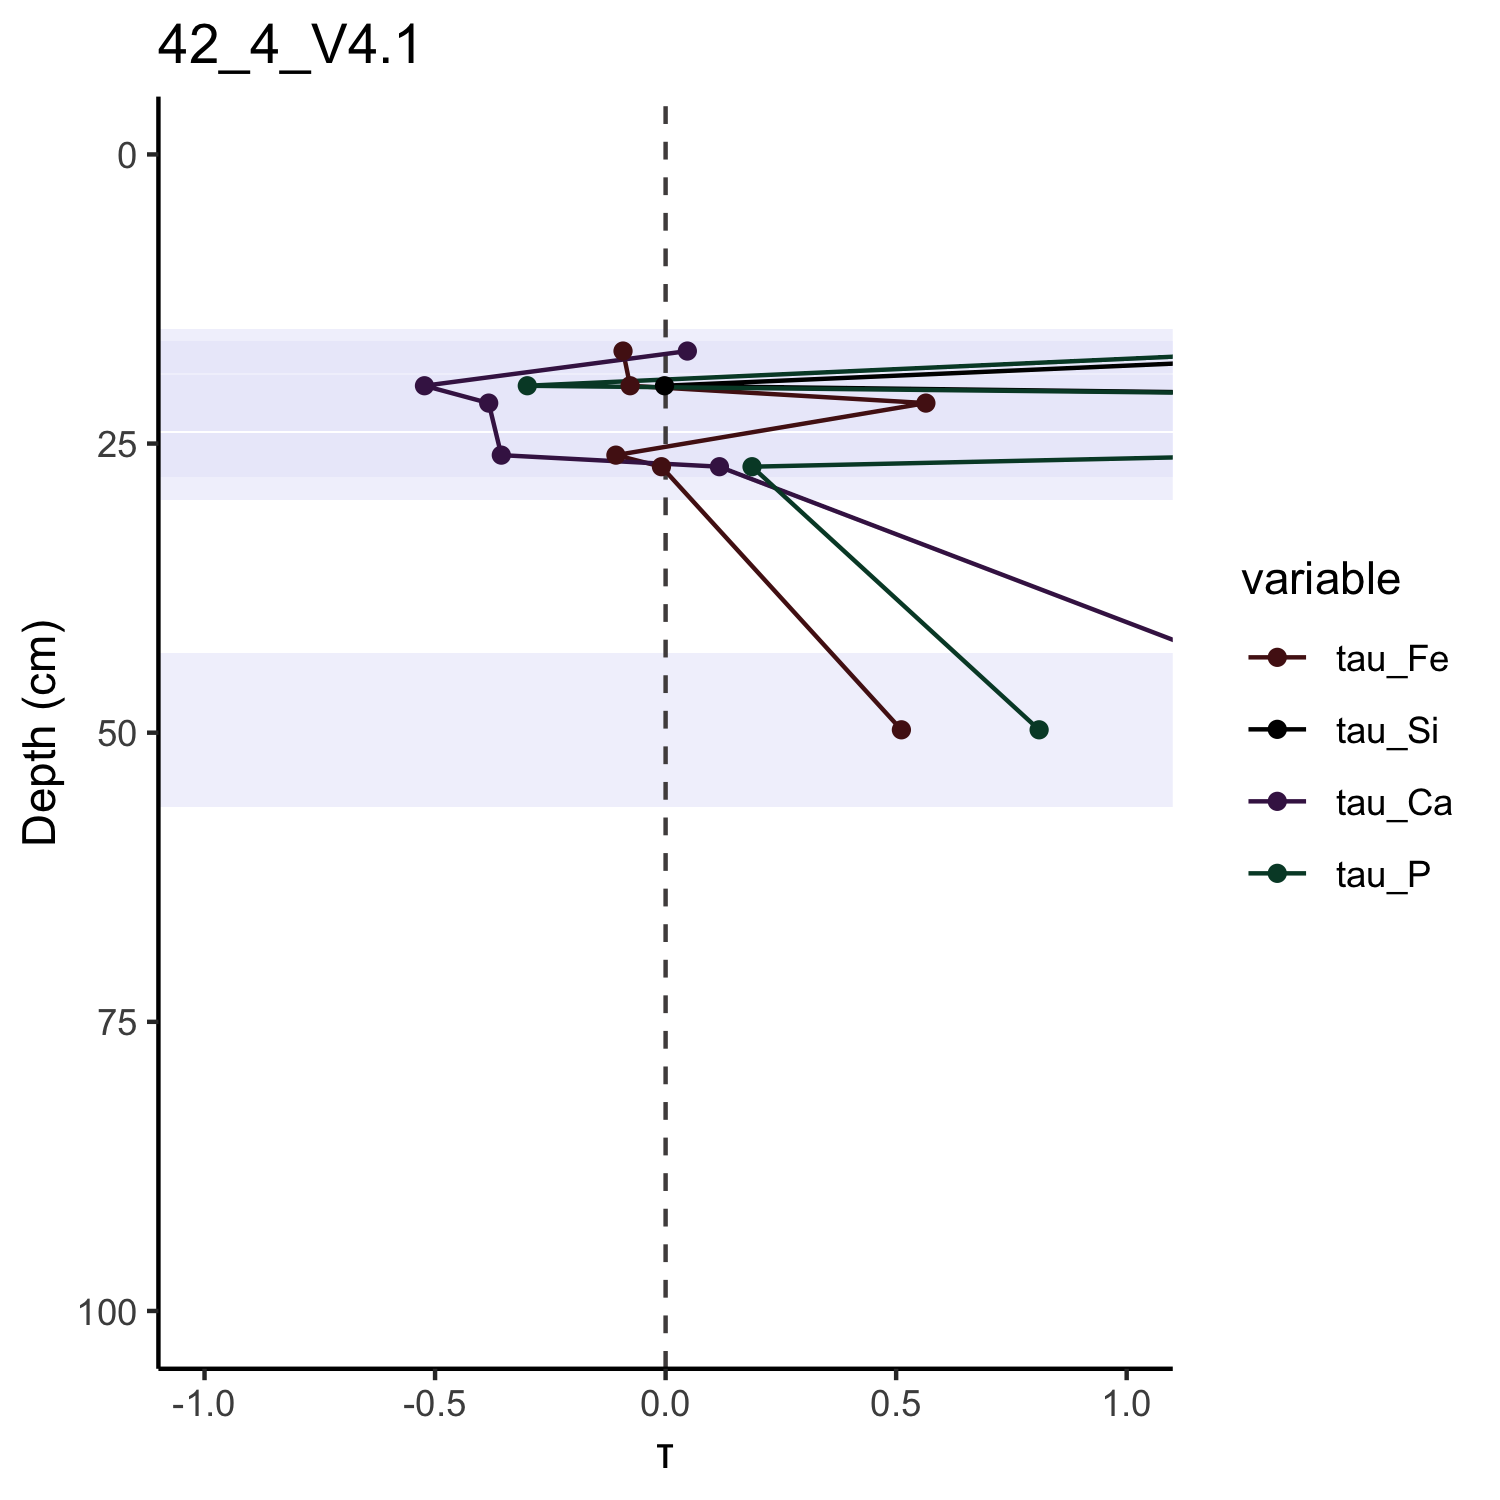 42_4_V4.1
0
25
50
75
100
Depth (cm)
-1.0 -0.5 0.0 0.5 1.0
τ
variable
tau_Fe
tau_Si
tau_Ca
tau_P